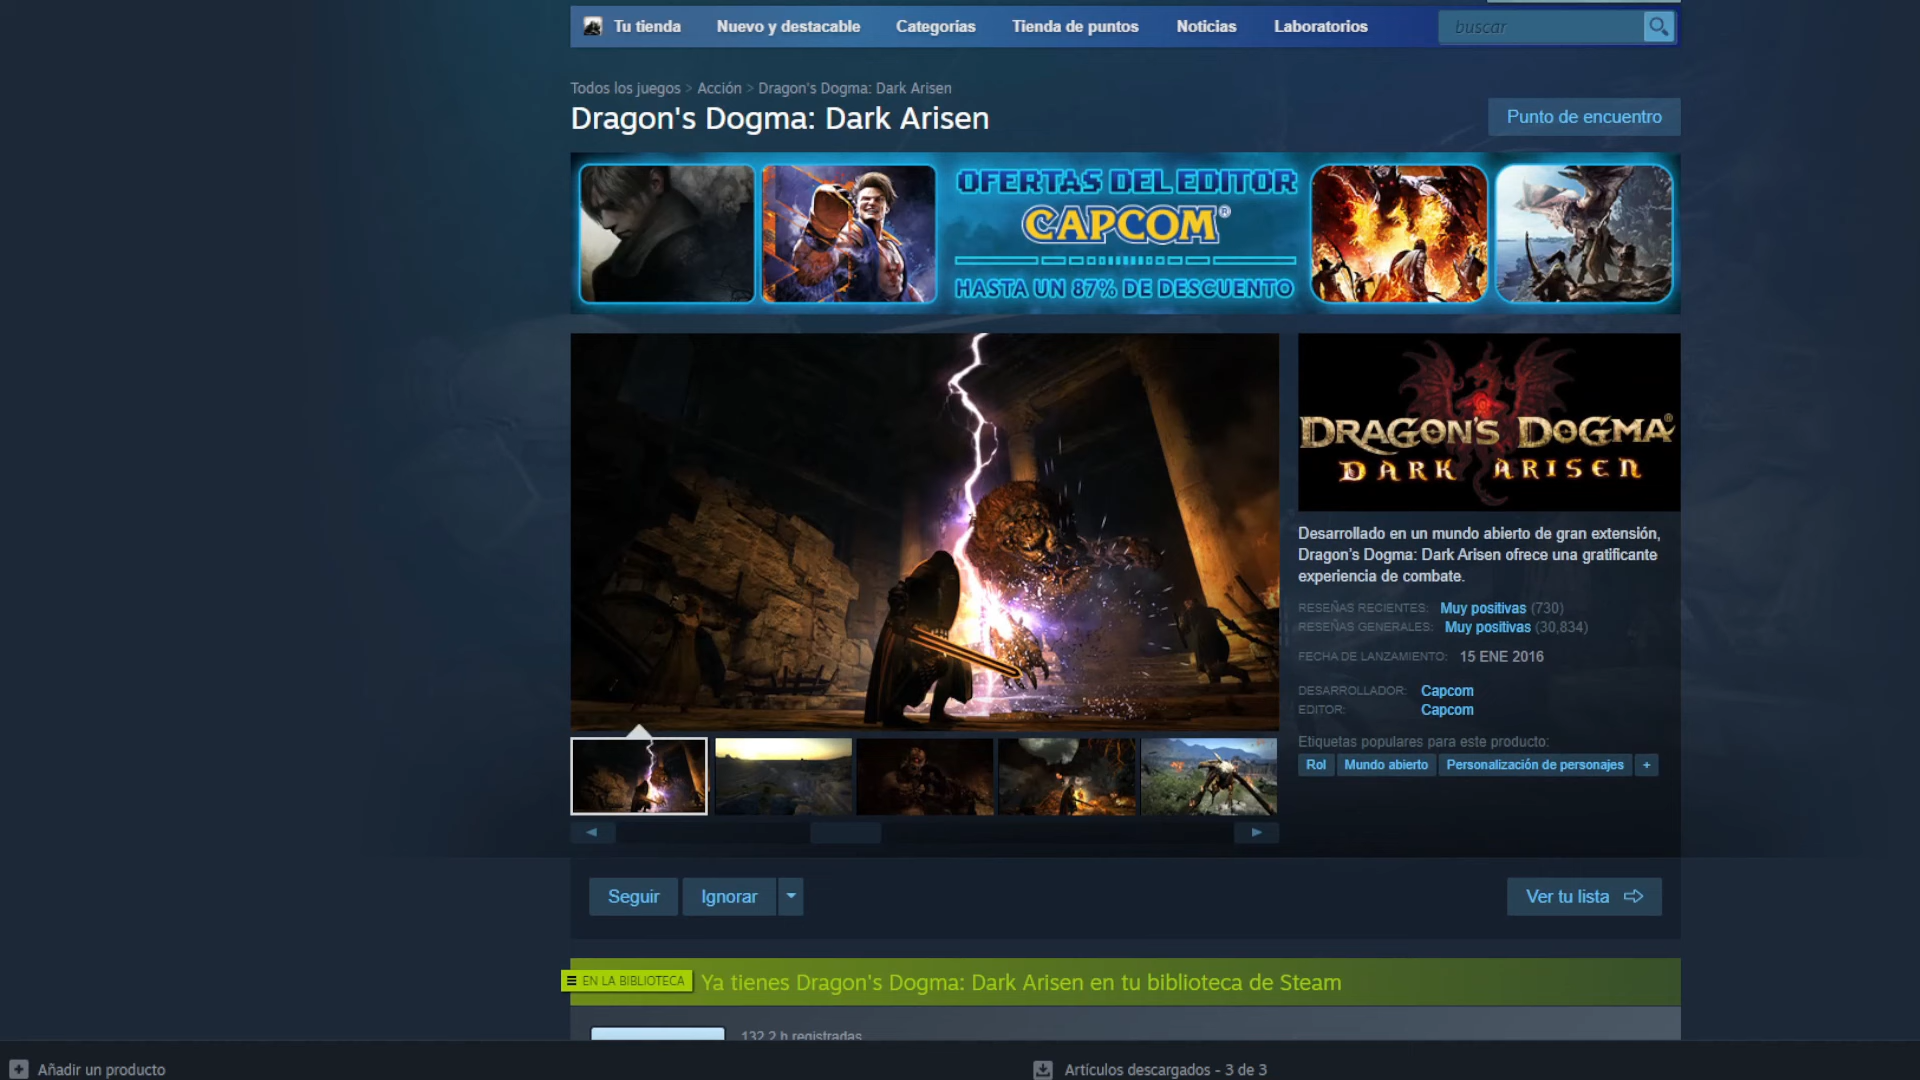 Tu tienda
Nuevo y destacable
Categorías
Tienda de puntos
Noticias
Laboratorios
buscar
Todos los juegos > Acción > Dragon's Dogma: Dark Arisen
Dragon's Dogma: Dark Arisen
Punto de encuentro
OFERTAS DEL EDITOR
CAPCOM®
HASTA UN 87% DE DESCUENTO
DRAGON'S DOGMA®
DARK ARISEN
Desarrollado en un mundo abierto de gran extensión,
Dragon's Dogma: Dark Arisen ofrece una gratificante
experiencia de combate.
RESEÑAS RECIENTES: Muy positivas (730)
RESEÑAS GENERALES: Muy positivas (30,834)
FECHA DE LANZAMIENTO: 15 ENE 2016
DESARROLLADOR: Capcom
EDITOR: Capcom
Etiquetas populares para este producto:
Rol Mundo abierto Personalización de personajes +
Seguir
Ignorar
Ver tu lista
EN LA BIBLIOTECA
Ya tienes Dragon's Dogma: Dark Arisen en tu biblioteca de Steam
132.2 h registradas
Añadir un producto
Artículos descargados - 3 de 3